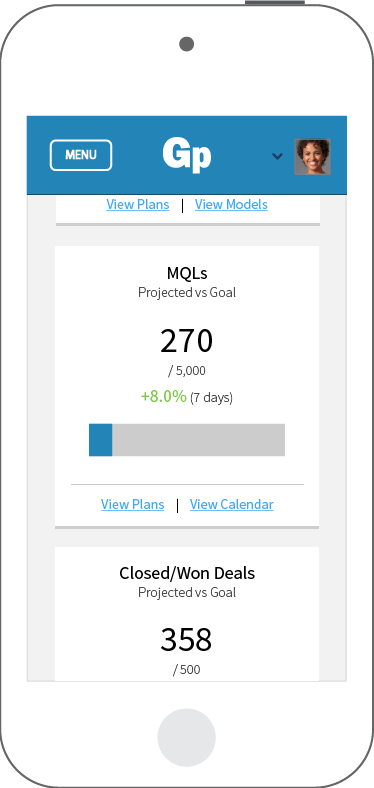 MENU Gp
View Plans | View Models
MQLs
Projected vs Goal
270
/ 5,000
+8.0% (7 days)
View Plans | View Calendar
Closed/Won Deals
Projected vs Goal
358
/ 500